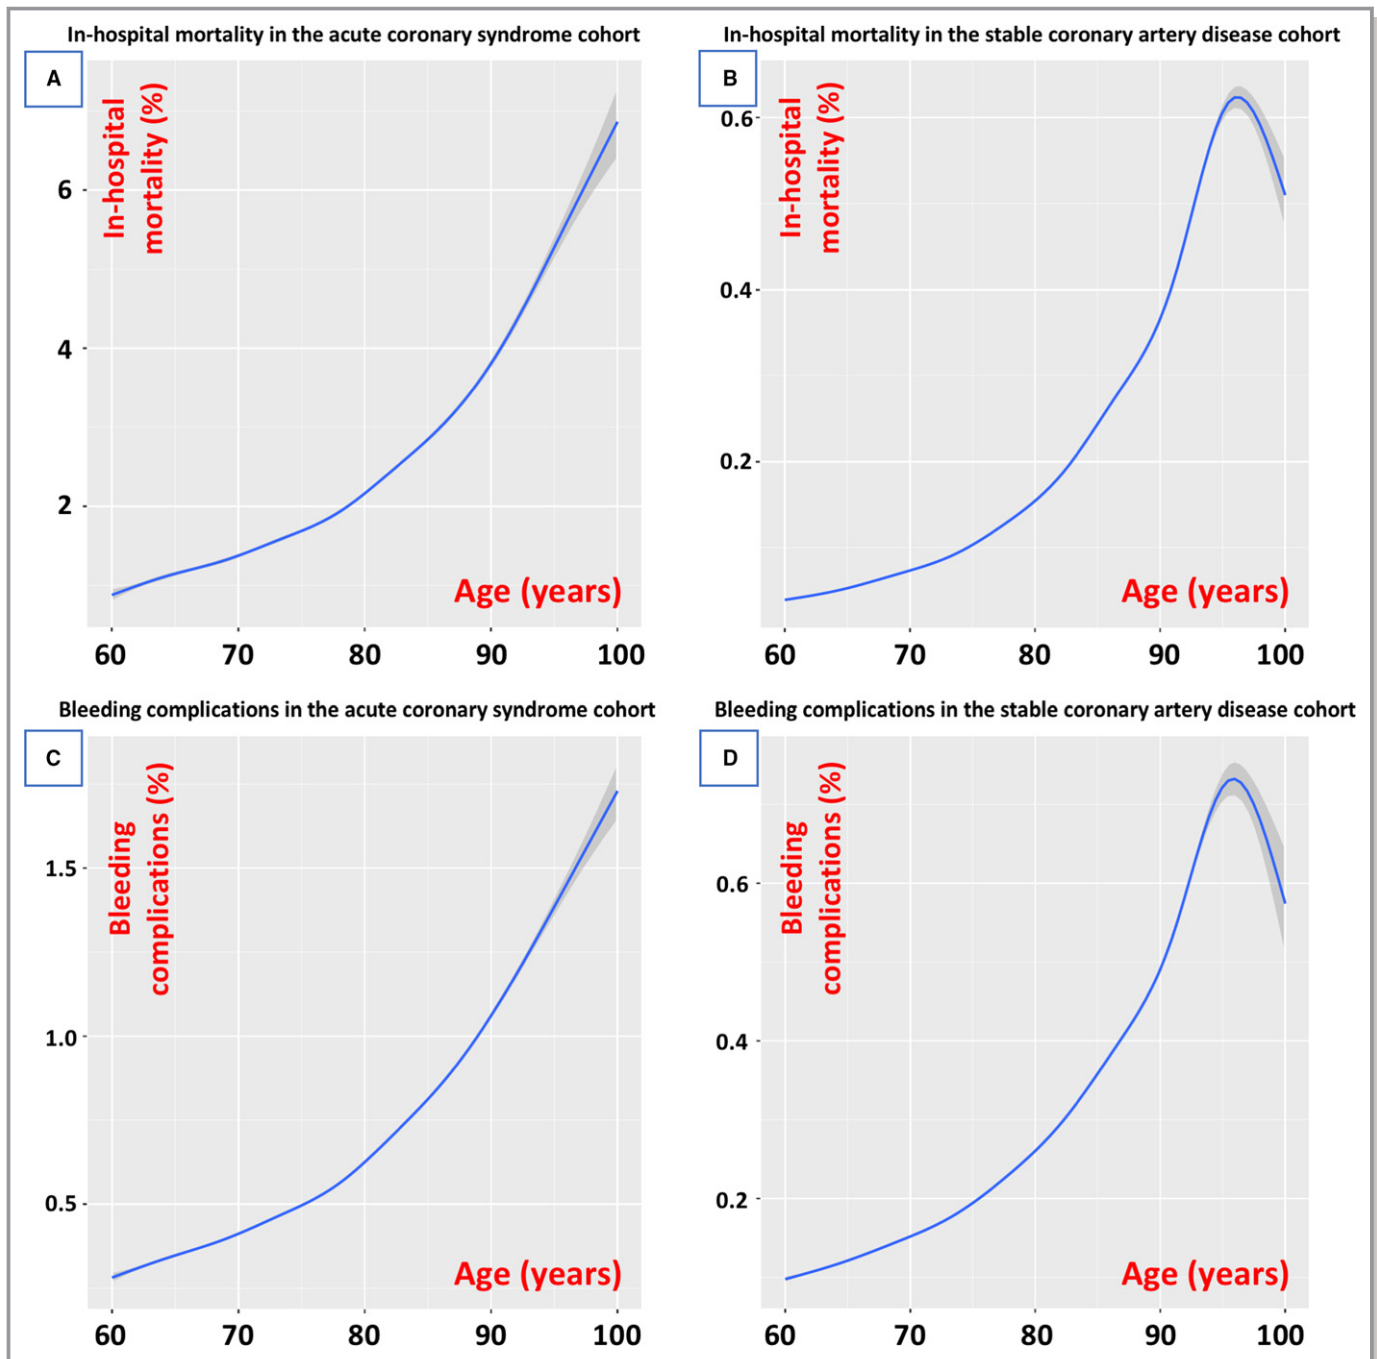 In-hospital mortality in the acute coronary syndrome cohort
A
In-hospital
mortality (%)
6
4
2
Age (years)
60 70 80 90 100
In-hospital mortality in the stable coronary artery disease cohort
B
In-hospital
mortality (%)
0.6
0.4
0.2
Age (years)
60 70 80 90 100
Bleeding complications in the acute coronary syndrome cohort
C
Bleeding
complications (%)
1.5
1.0
0.5
Age (years)
60 70 80 90 100
Bleeding complications in the stable coronary artery disease cohort
D
Bleeding
complications (%)
0.6
0.4
0.2
Age (years)
60 70 80 90 100